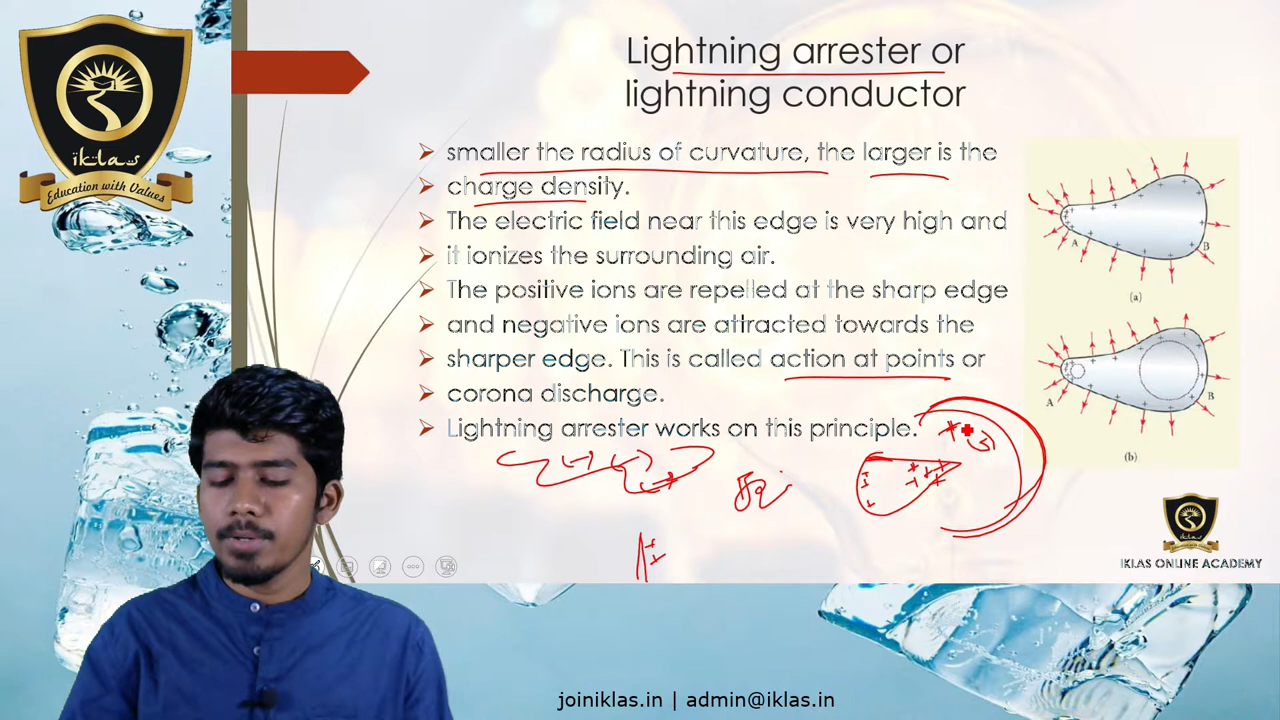 iklas
Education with Values
Lightning arrester or
lightning conductor
smaller the radius of curvature, the larger is the
charge density.
The electric field near this edge is very high and
it ionizes the surrounding air.
The positive ions are repelled at the sharp edge
and negative ions are attracted towards the
sharper edge. This is called action at points or
corona discharge.
Lightning arrester works on this principle.
A
B
(a)
A
B
(b)
IKLAS ONLINE ACADEMY
joiniklas.in | admin@iklas.in